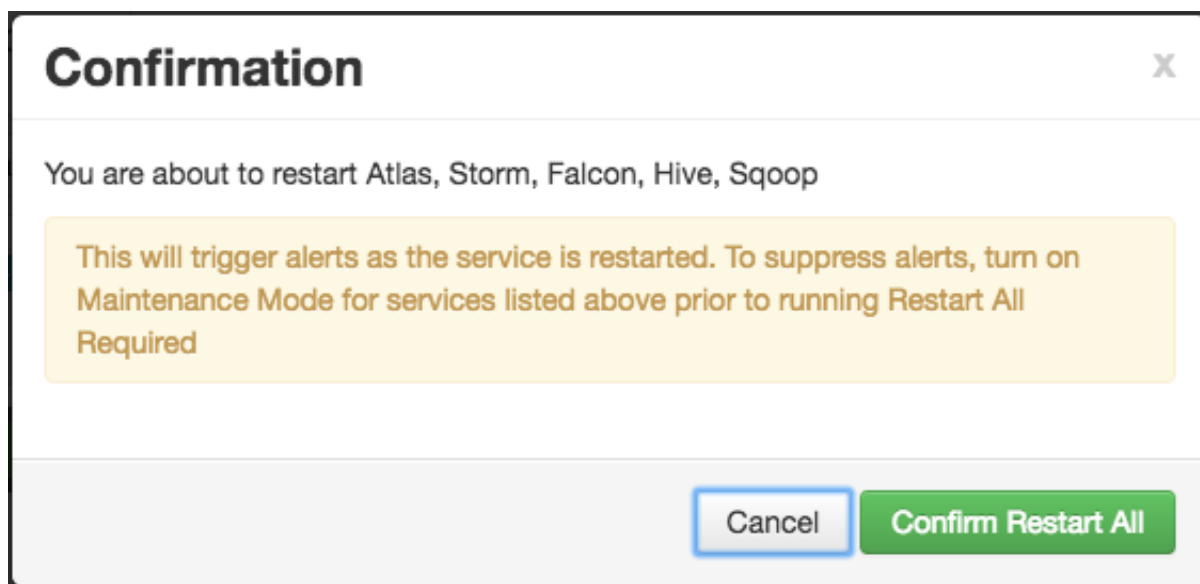 Confirmation
x
You are about to restart Atlas, Storm, Falcon, Hive, Sqoop
This will trigger alerts as the service is restarted. To suppress alerts, turn on
Maintenance Mode for services listed above prior to running Restart All
Required
Cancel
Confirm Restart All